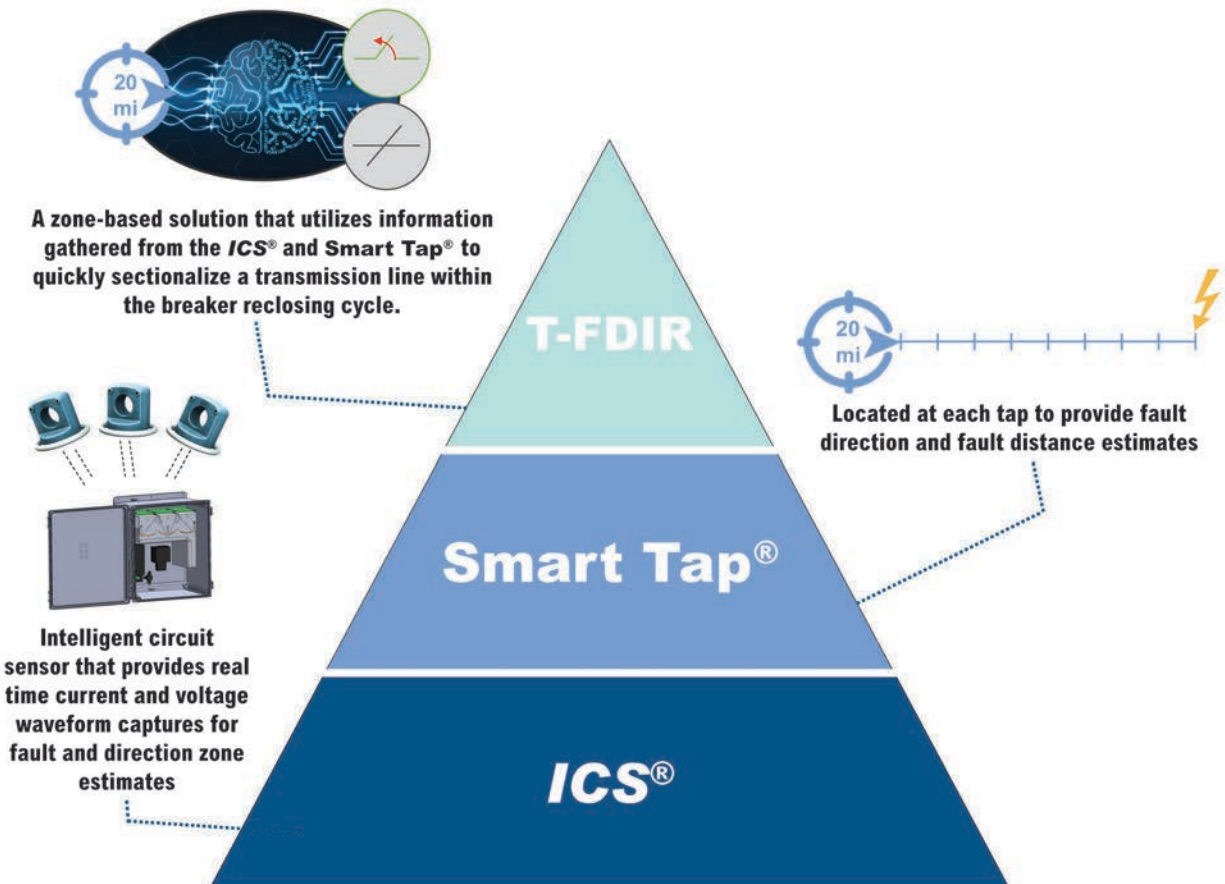 20
mi
A zone-based solution that utilizes information
gathered from the ICS® and Smart Tap® to
quickly sectionalize a transmission line within
the breaker reclosing cycle.
T-FDIR
20
mi
Located at each tap to provide fault
direction and fault distance estimates
Smart Tap®
Intelligent circuit
sensor that provides real
time current and voltage
waveform captures for
fault and direction zone
estimates
ICS®